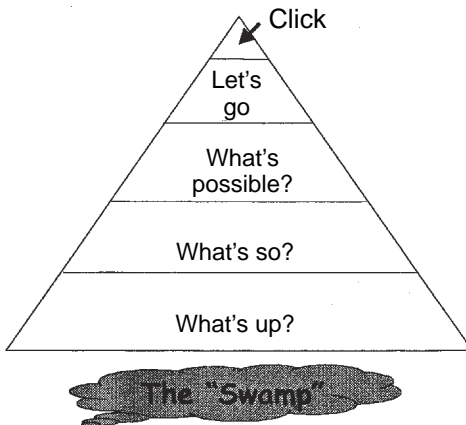 Click
Let's
go
What's
possible?
What's so?
What's up?
The "Swamp"